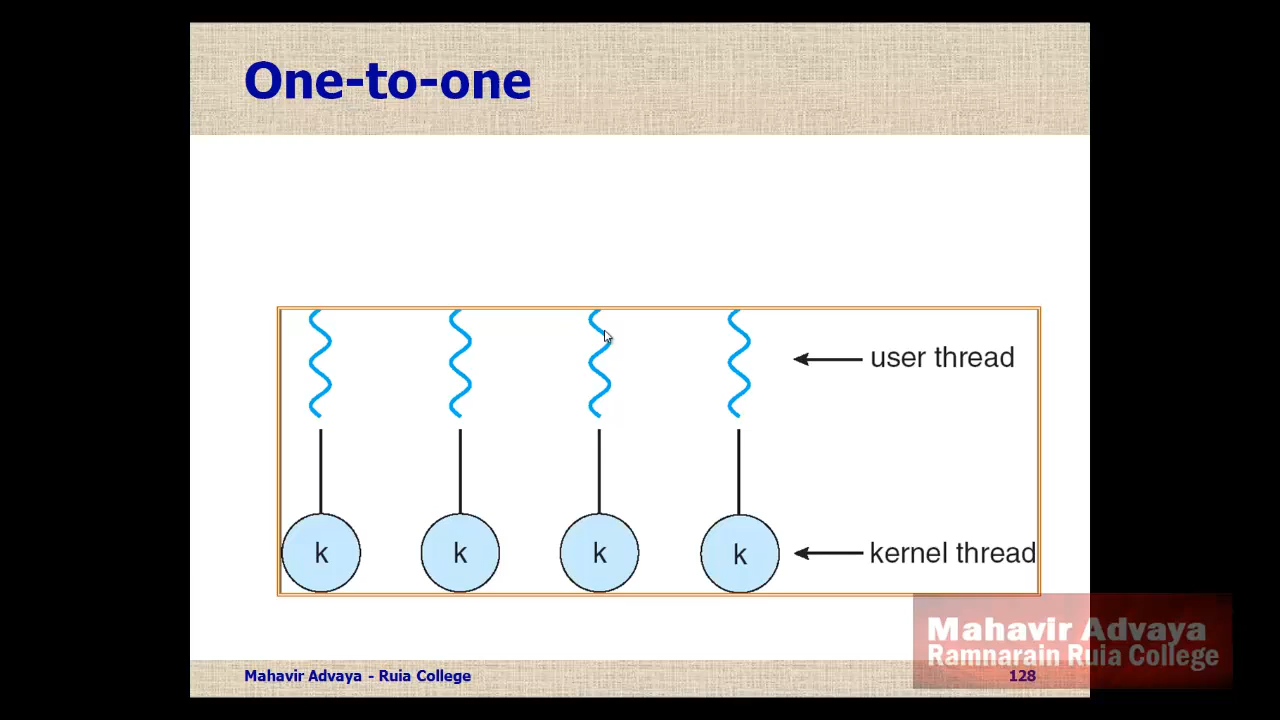 One-to-one
user thread
k k k k
kernel thread
Mahavir Advaya
Ramnarain Ruia College
Mahavir Advaya - Ruia College
128